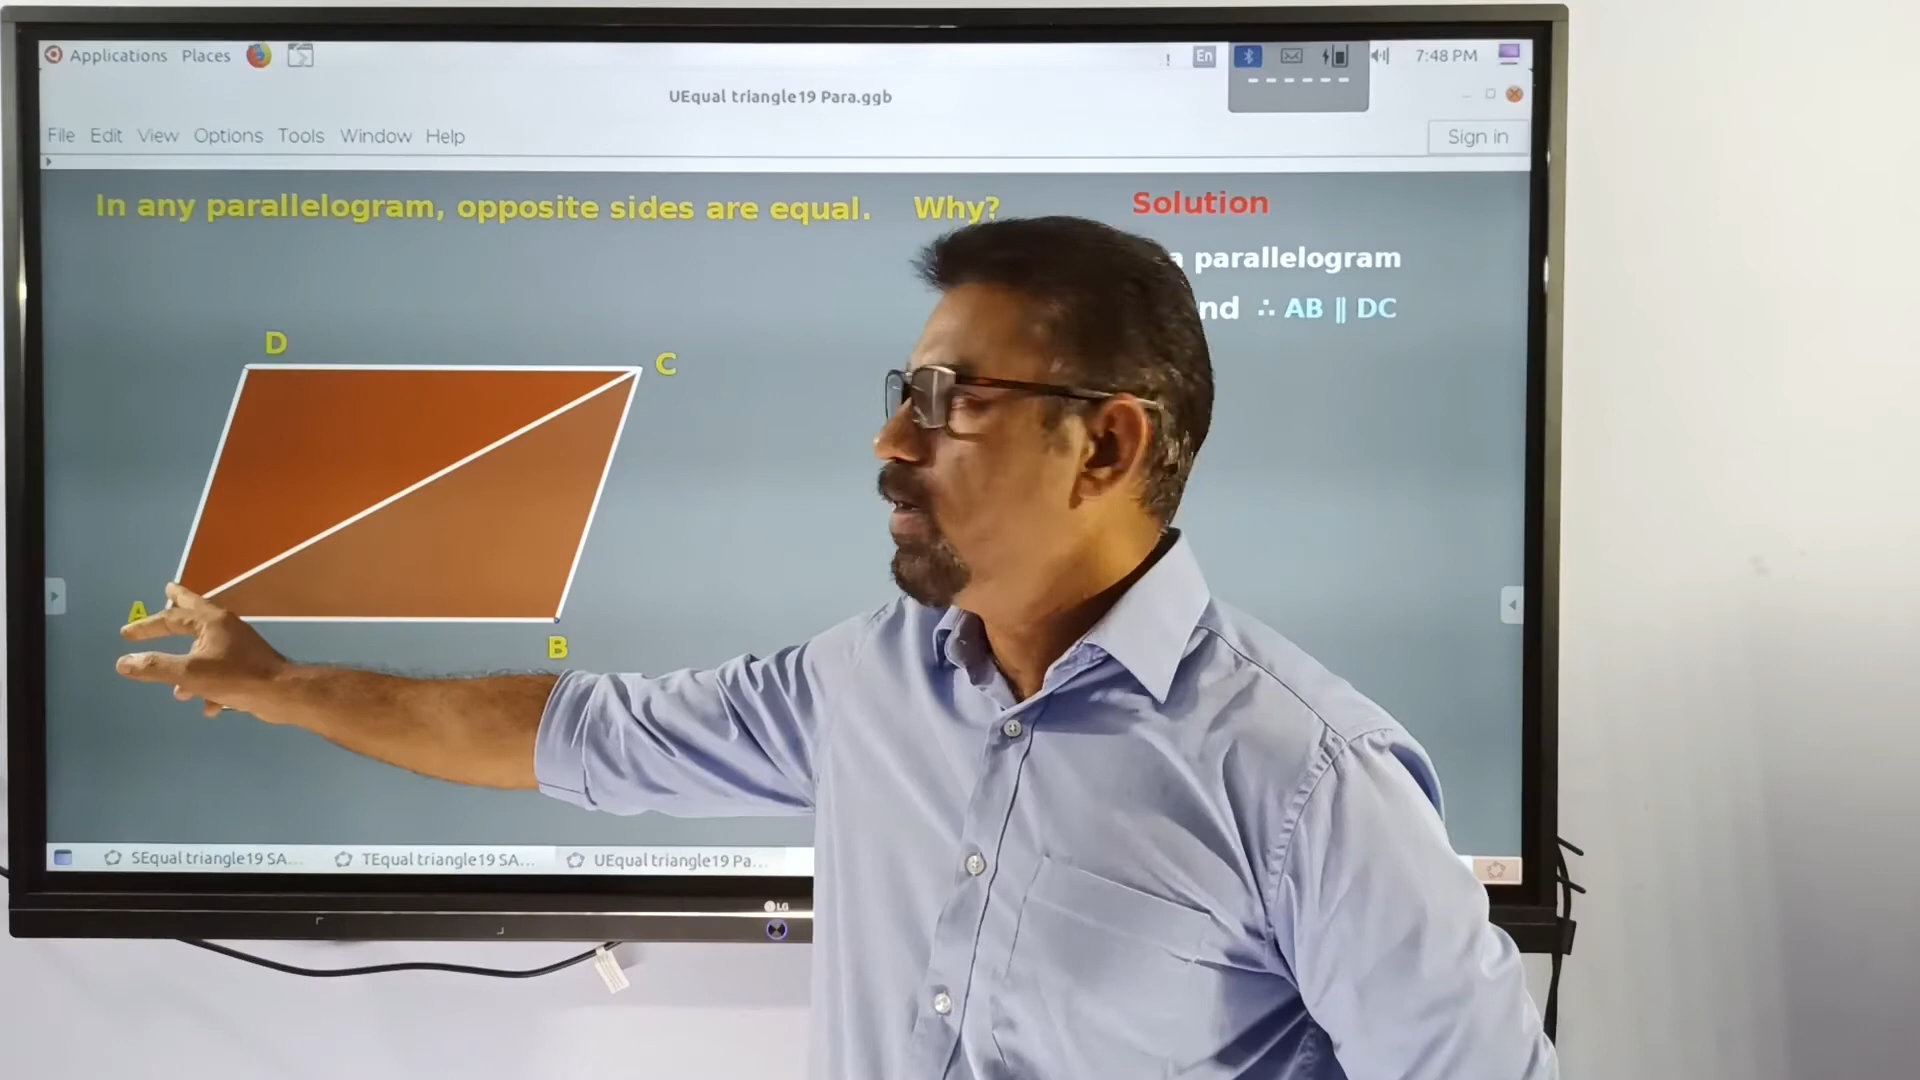 Applications Places
En
7:48 PM
UEqual triangle19 Para.ggb
File Edit View Options Tools Window Help
Sign in
In any parallelogram, opposite sides are equal. Why?
Solution
a parallelogram
nd ∴ AB ∥ DC
D
C
A
B
SEqual triangle19 SA...
TEqual triangle19 SA...
UEqual triangle19 Pa...
LG